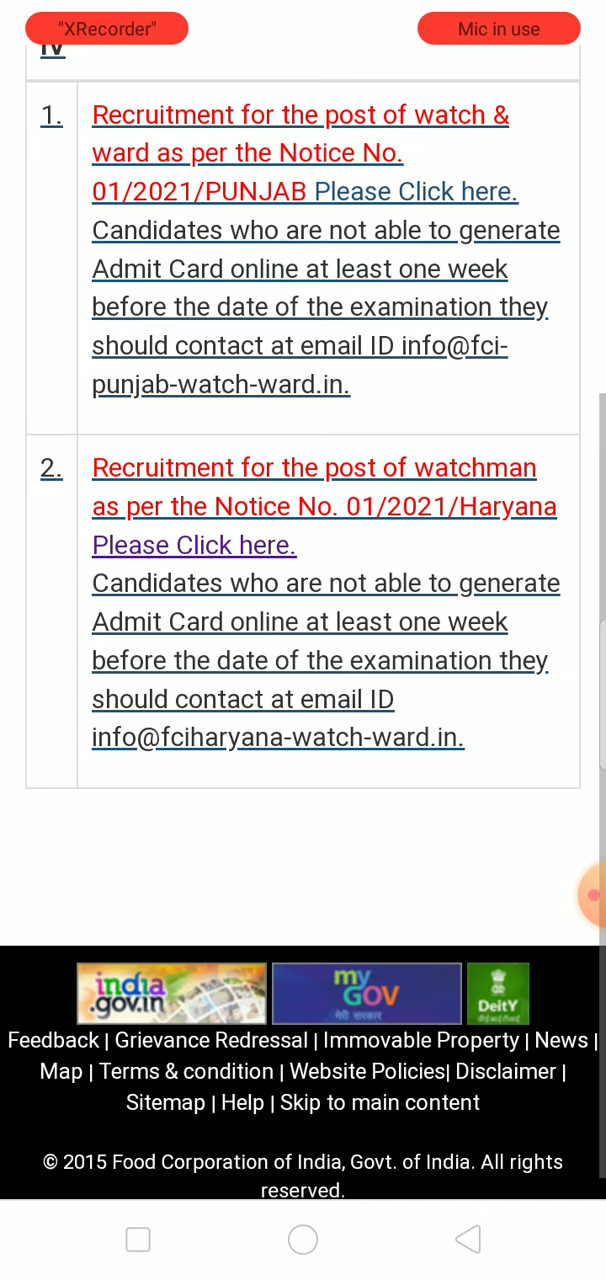 "XRecorder"
Mic in use
IV
1.
Recruitment for the post of watch &
ward as per the Notice No.
01/2021/PUNJAB Please Click here.
Candidates who are not able to generate
Admit Card online at least one week
before the date of the examination they
should contact at email ID info@fci-
punjab-watch-ward.in.
2.
Recruitment for the post of watchman
as per the Notice No. 01/2021/Haryana
Please Click here.
Candidates who are not able to generate
Admit Card online at least one week
before the date of the examination they
should contact at email ID
info@fciharyana-watch-ward.in.
india
.gov.in
my
GOV
मेरी सरकार
DeitY
Feedback | Grievance Redressal | Immovable Property | News |
Map | Terms & condition | Website Policies| Disclaimer |
Sitemap | Help | Skip to main content
© 2015 Food Corporation of India, Govt. of India. All rights
reserved.